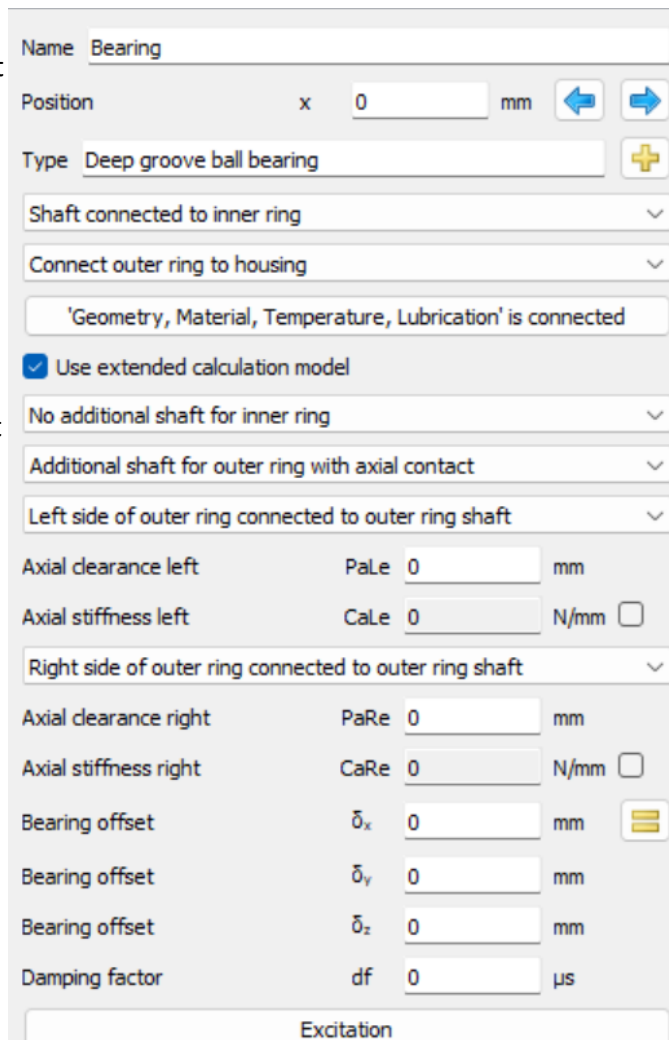 Name Bearing
Position x 0 mm
Type Deep groove ball bearing
Shaft connected to inner ring
Connect outer ring to housing
'Geometry, Material, Temperature, Lubrication' is connected
Use extended calculation model
No additional shaft for inner ring
Additional shaft for outer ring with axial contact
Left side of outer ring connected to outer ring shaft
Axial clearance left PaLe 0 mm
Axial stiffness left CaLe 0 N/mm
Right side of outer ring connected to outer ring shaft
Axial clearance right PaRe 0 mm
Axial stiffness right CaRe 0 N/mm
Bearing offset δx 0 mm
Bearing offset δy 0 mm
Bearing offset δz 0 mm
Damping factor df 0 μs
Excitation